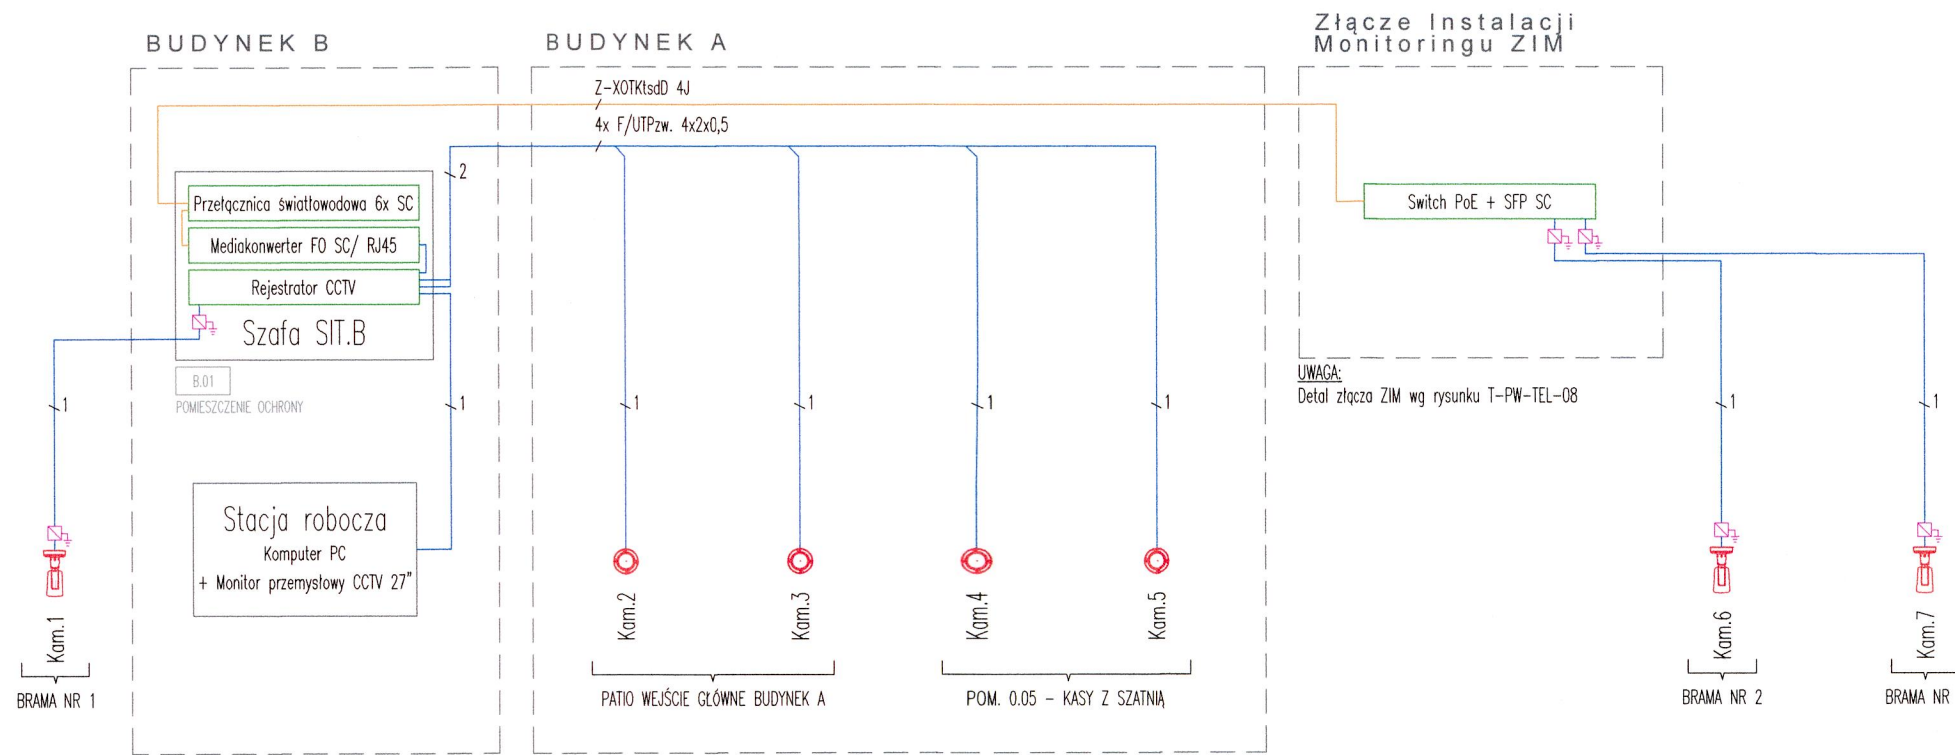 BUDYNEK B
BUDYNEK A
Złącze Instalacji
Monitoringu ZIM
Z-XOTKtsdD 4J
4x F/UTPzw. 4x2x0,5
2
Przełącznica światłowodowa 6x SC
Mediakonwerter FO SC/ RJ45
Rejestrator CCTV
Szafa SIT.B
Switch PoE + SFP SC
B.01
POMIESZCZENIE OCHRONY
UWAGA:
Detal złącza ZIM wg rysunku T-PW-TEL-08
1
1
1
1
1
1
1
1
Stacja robocza
Komputer PC
+ Monitor przemysłowy CCTV 27"
Kam.1
Kam.2
Kam.3
Kam.4
Kam.5
Kam.6
Kam.7
BRAMA NR 1
PATIO WEJŚCIE GŁÓWNE BUDYNEK A
POM. 0.05 - KASY Z SZATNIĄ
BRAMA NR 2
BRAMA NR